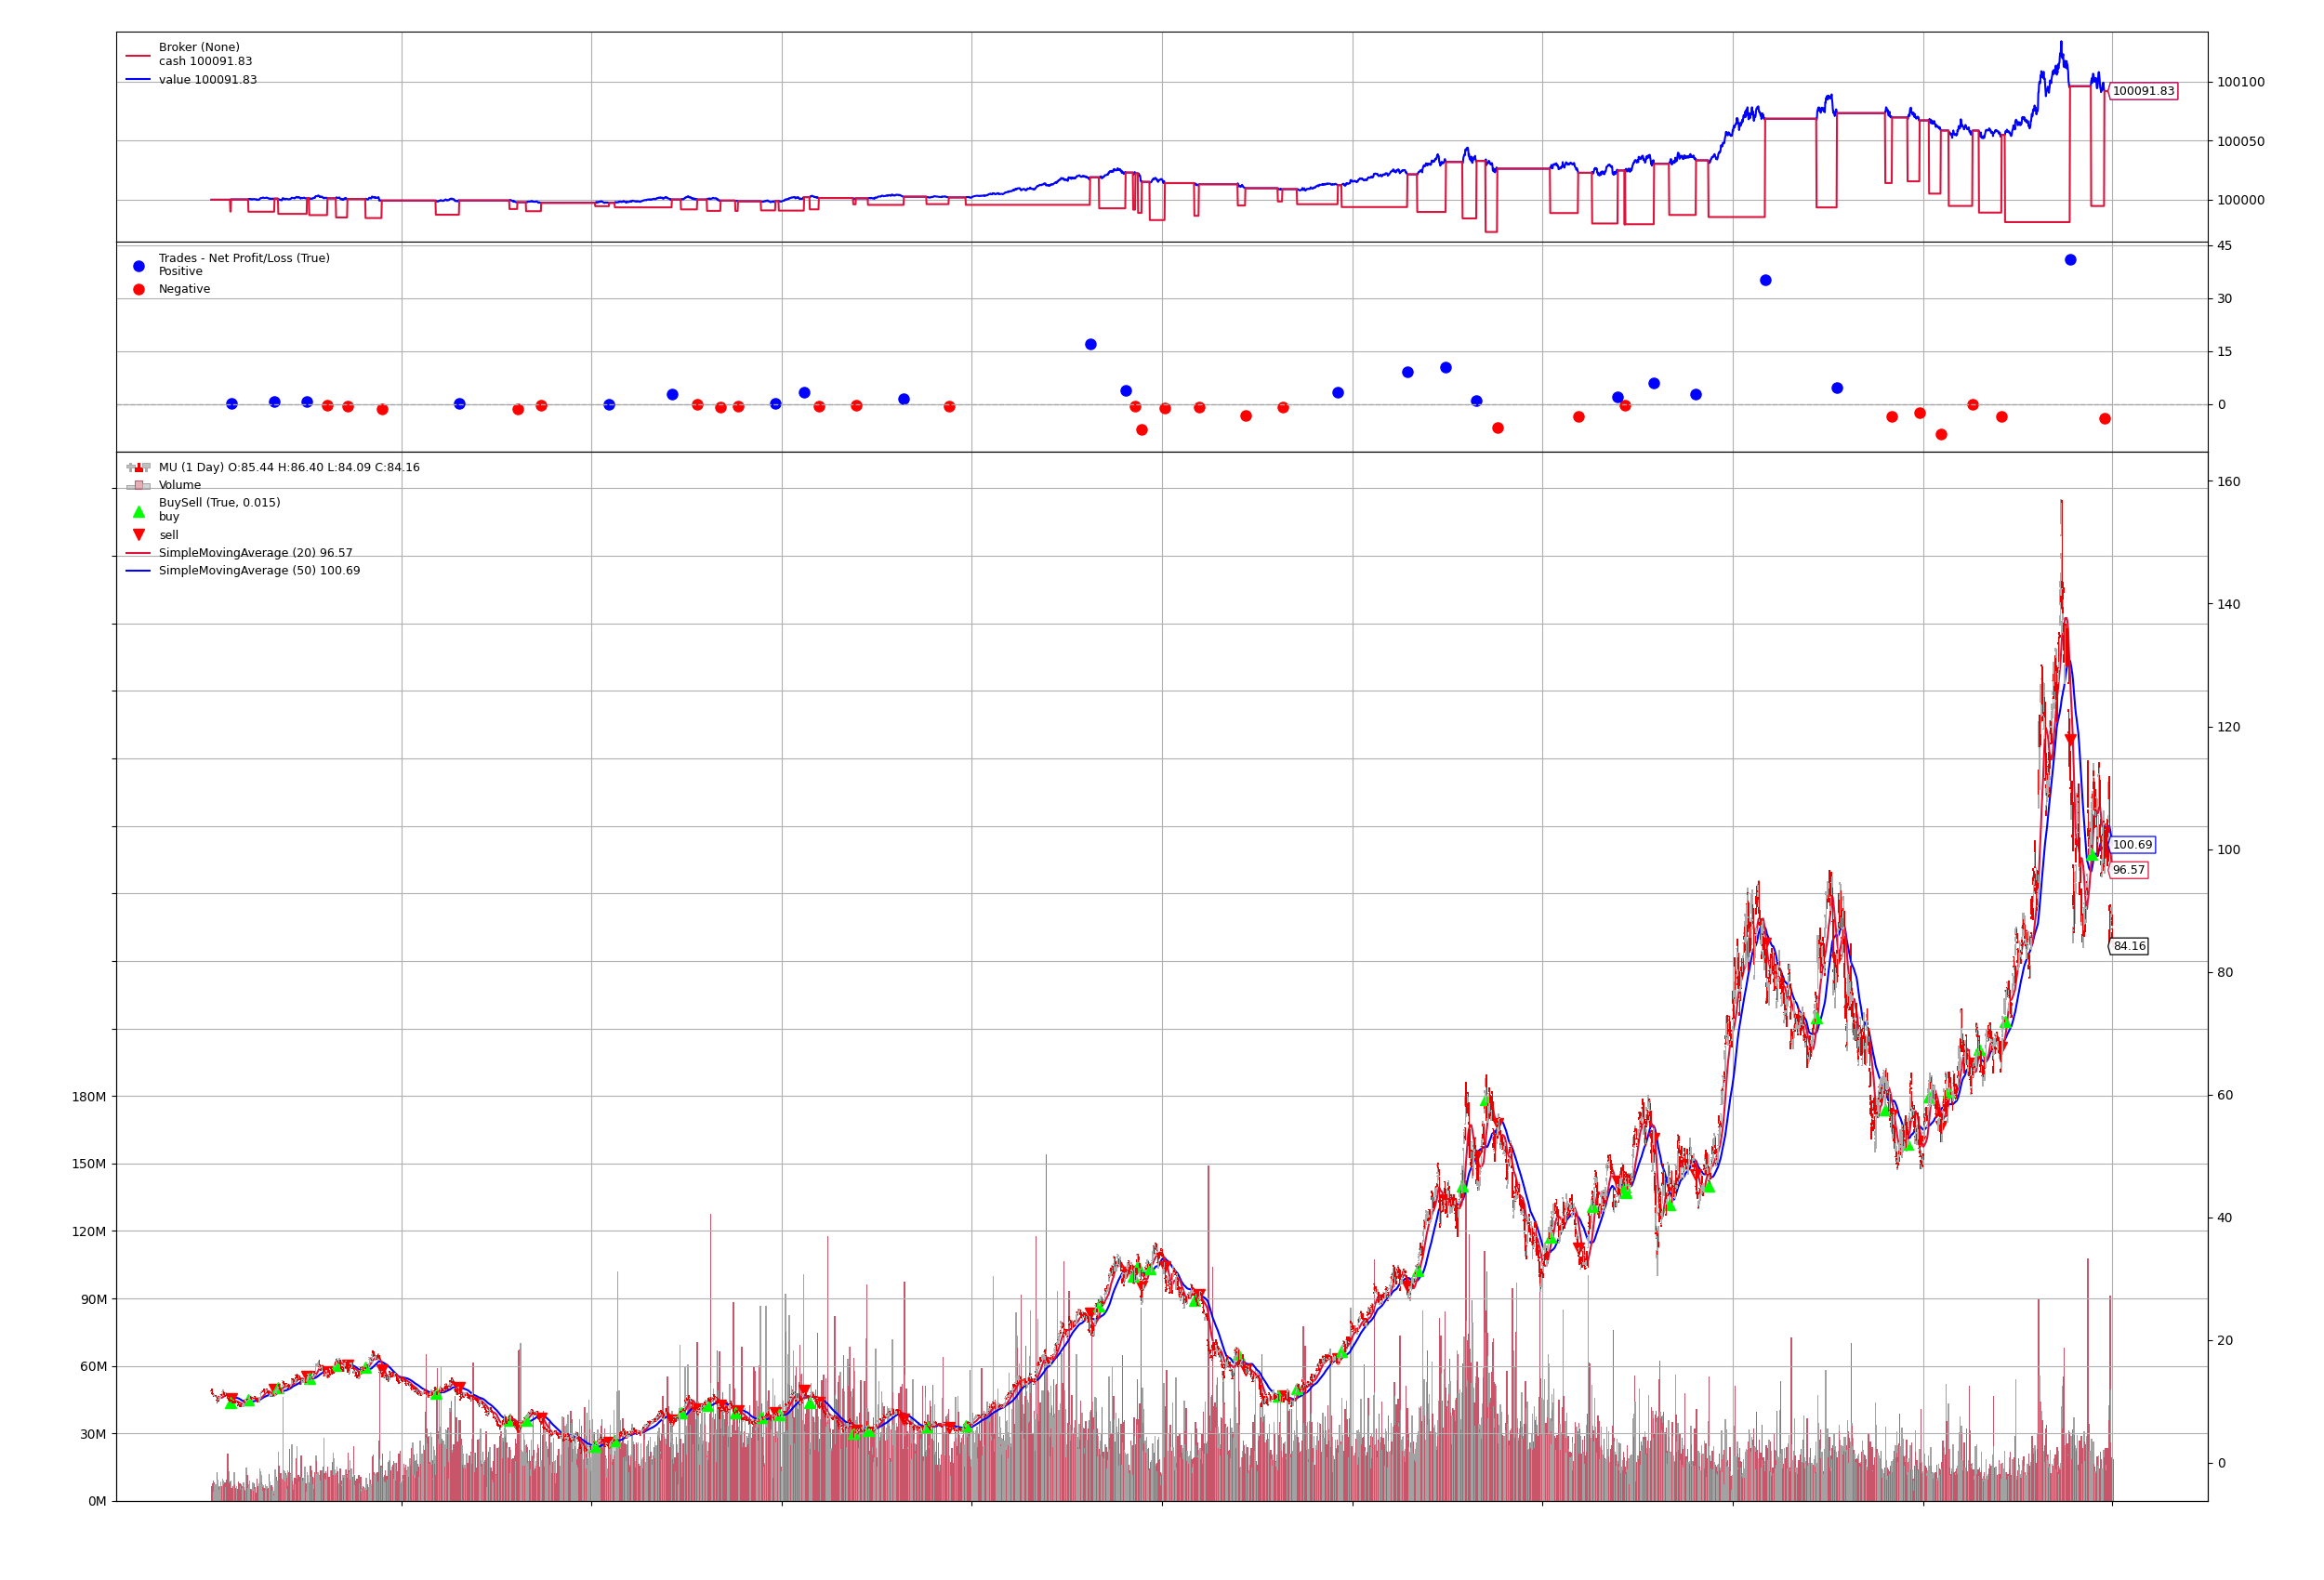 Broker (None)
cash 100091.83
value 100091.83
100100
100091.83
100050
100000
Trades - Net Profit/Loss (True)
Positive
Negative
45
30
15
0
MU (1 Day) O:85.44 H:86.40 L:84.09 C:84.16
Volume
BuySell (True, 0.015)
buy
sell
SimpleMovingAverage (20) 96.57
SimpleMovingAverage (50) 100.69
160
140
120
100
100.69
96.57
84.16
80
60
40
20
0
180M
150M
120M
90M
60M
30M
0M